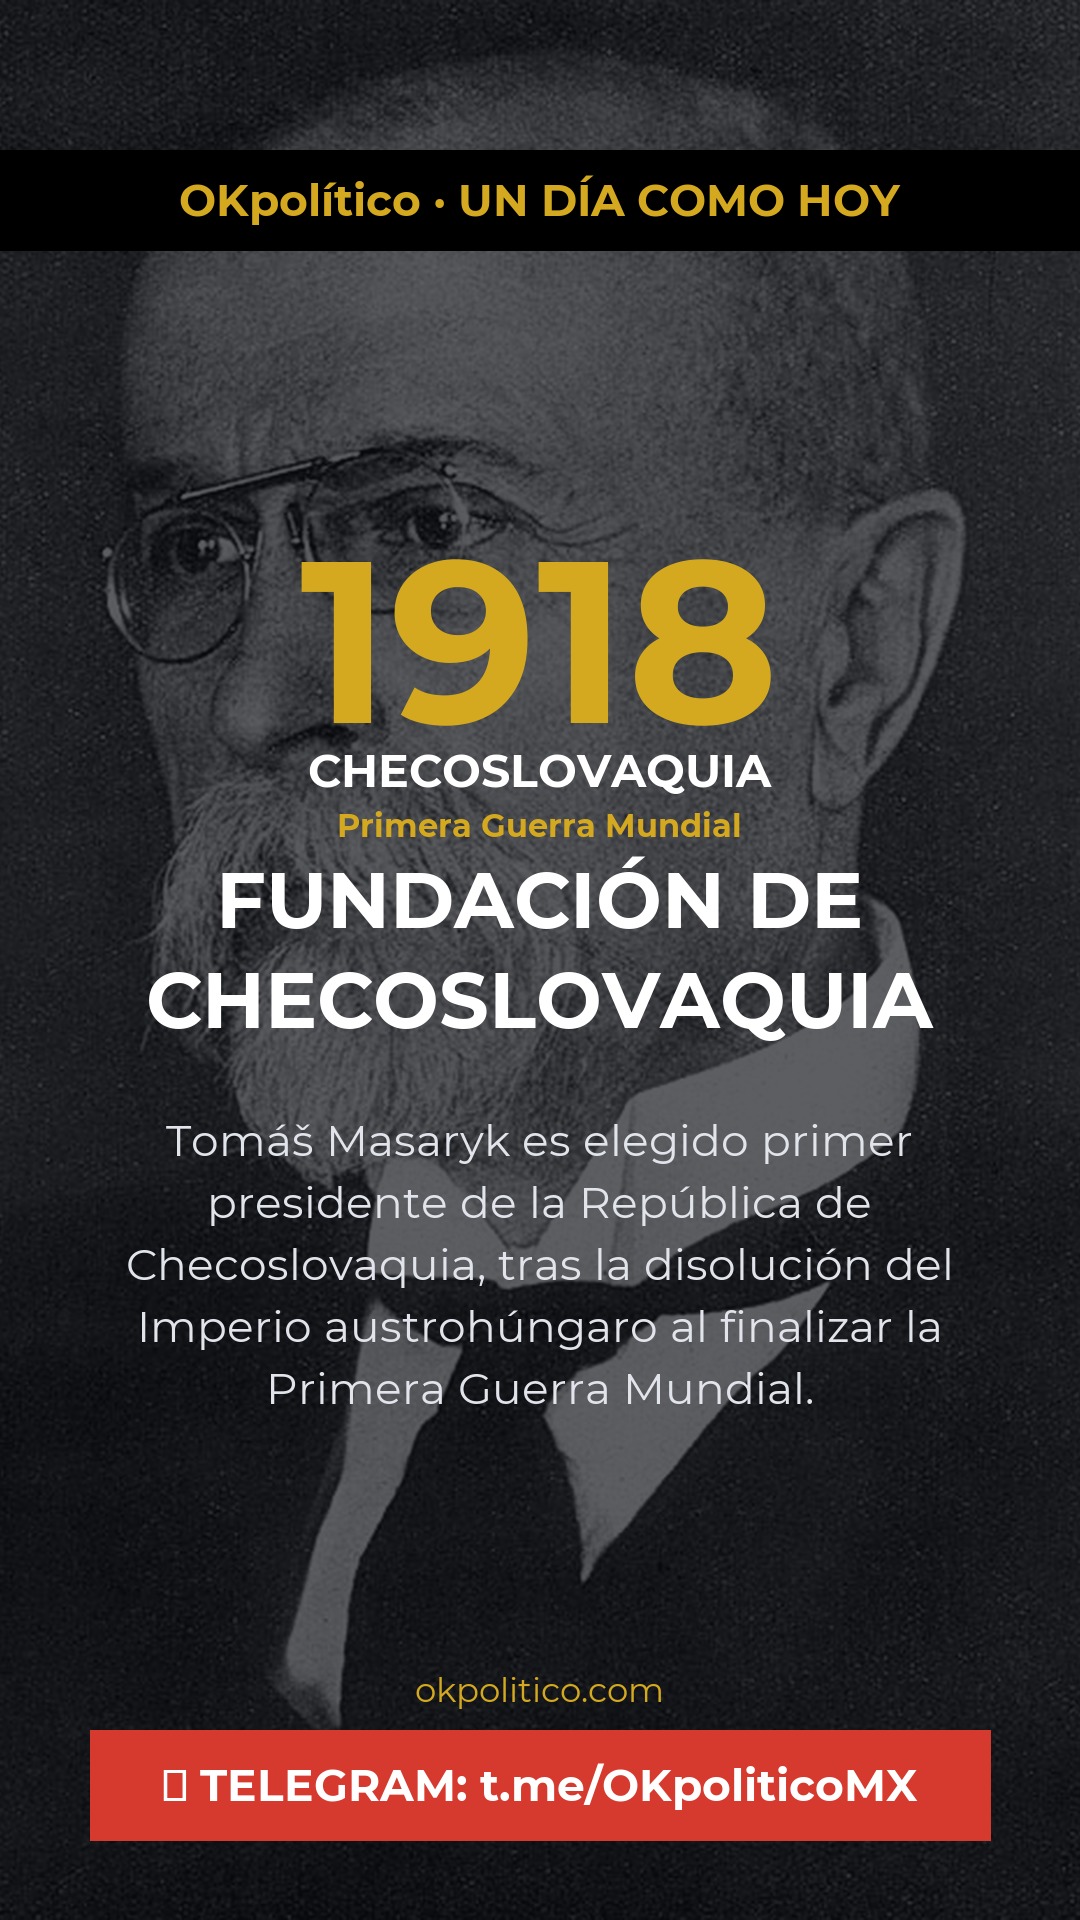 OKpolítico · UN DÍA COMO HOY
1918
CHECOSLOVAQUIA
Primera Guerra Mundial
FUNDACIÓN DE
CHECOSLOVAQUIA
Tomáš Masaryk es elegido primer
presidente de la República de
Checoslovaquia, tras la disolución del
Imperio austrohúngaro al finalizar la
Primera Guerra Mundial.
okpolitico.com
TELEGRAM: t.me/OKpoliticoMX